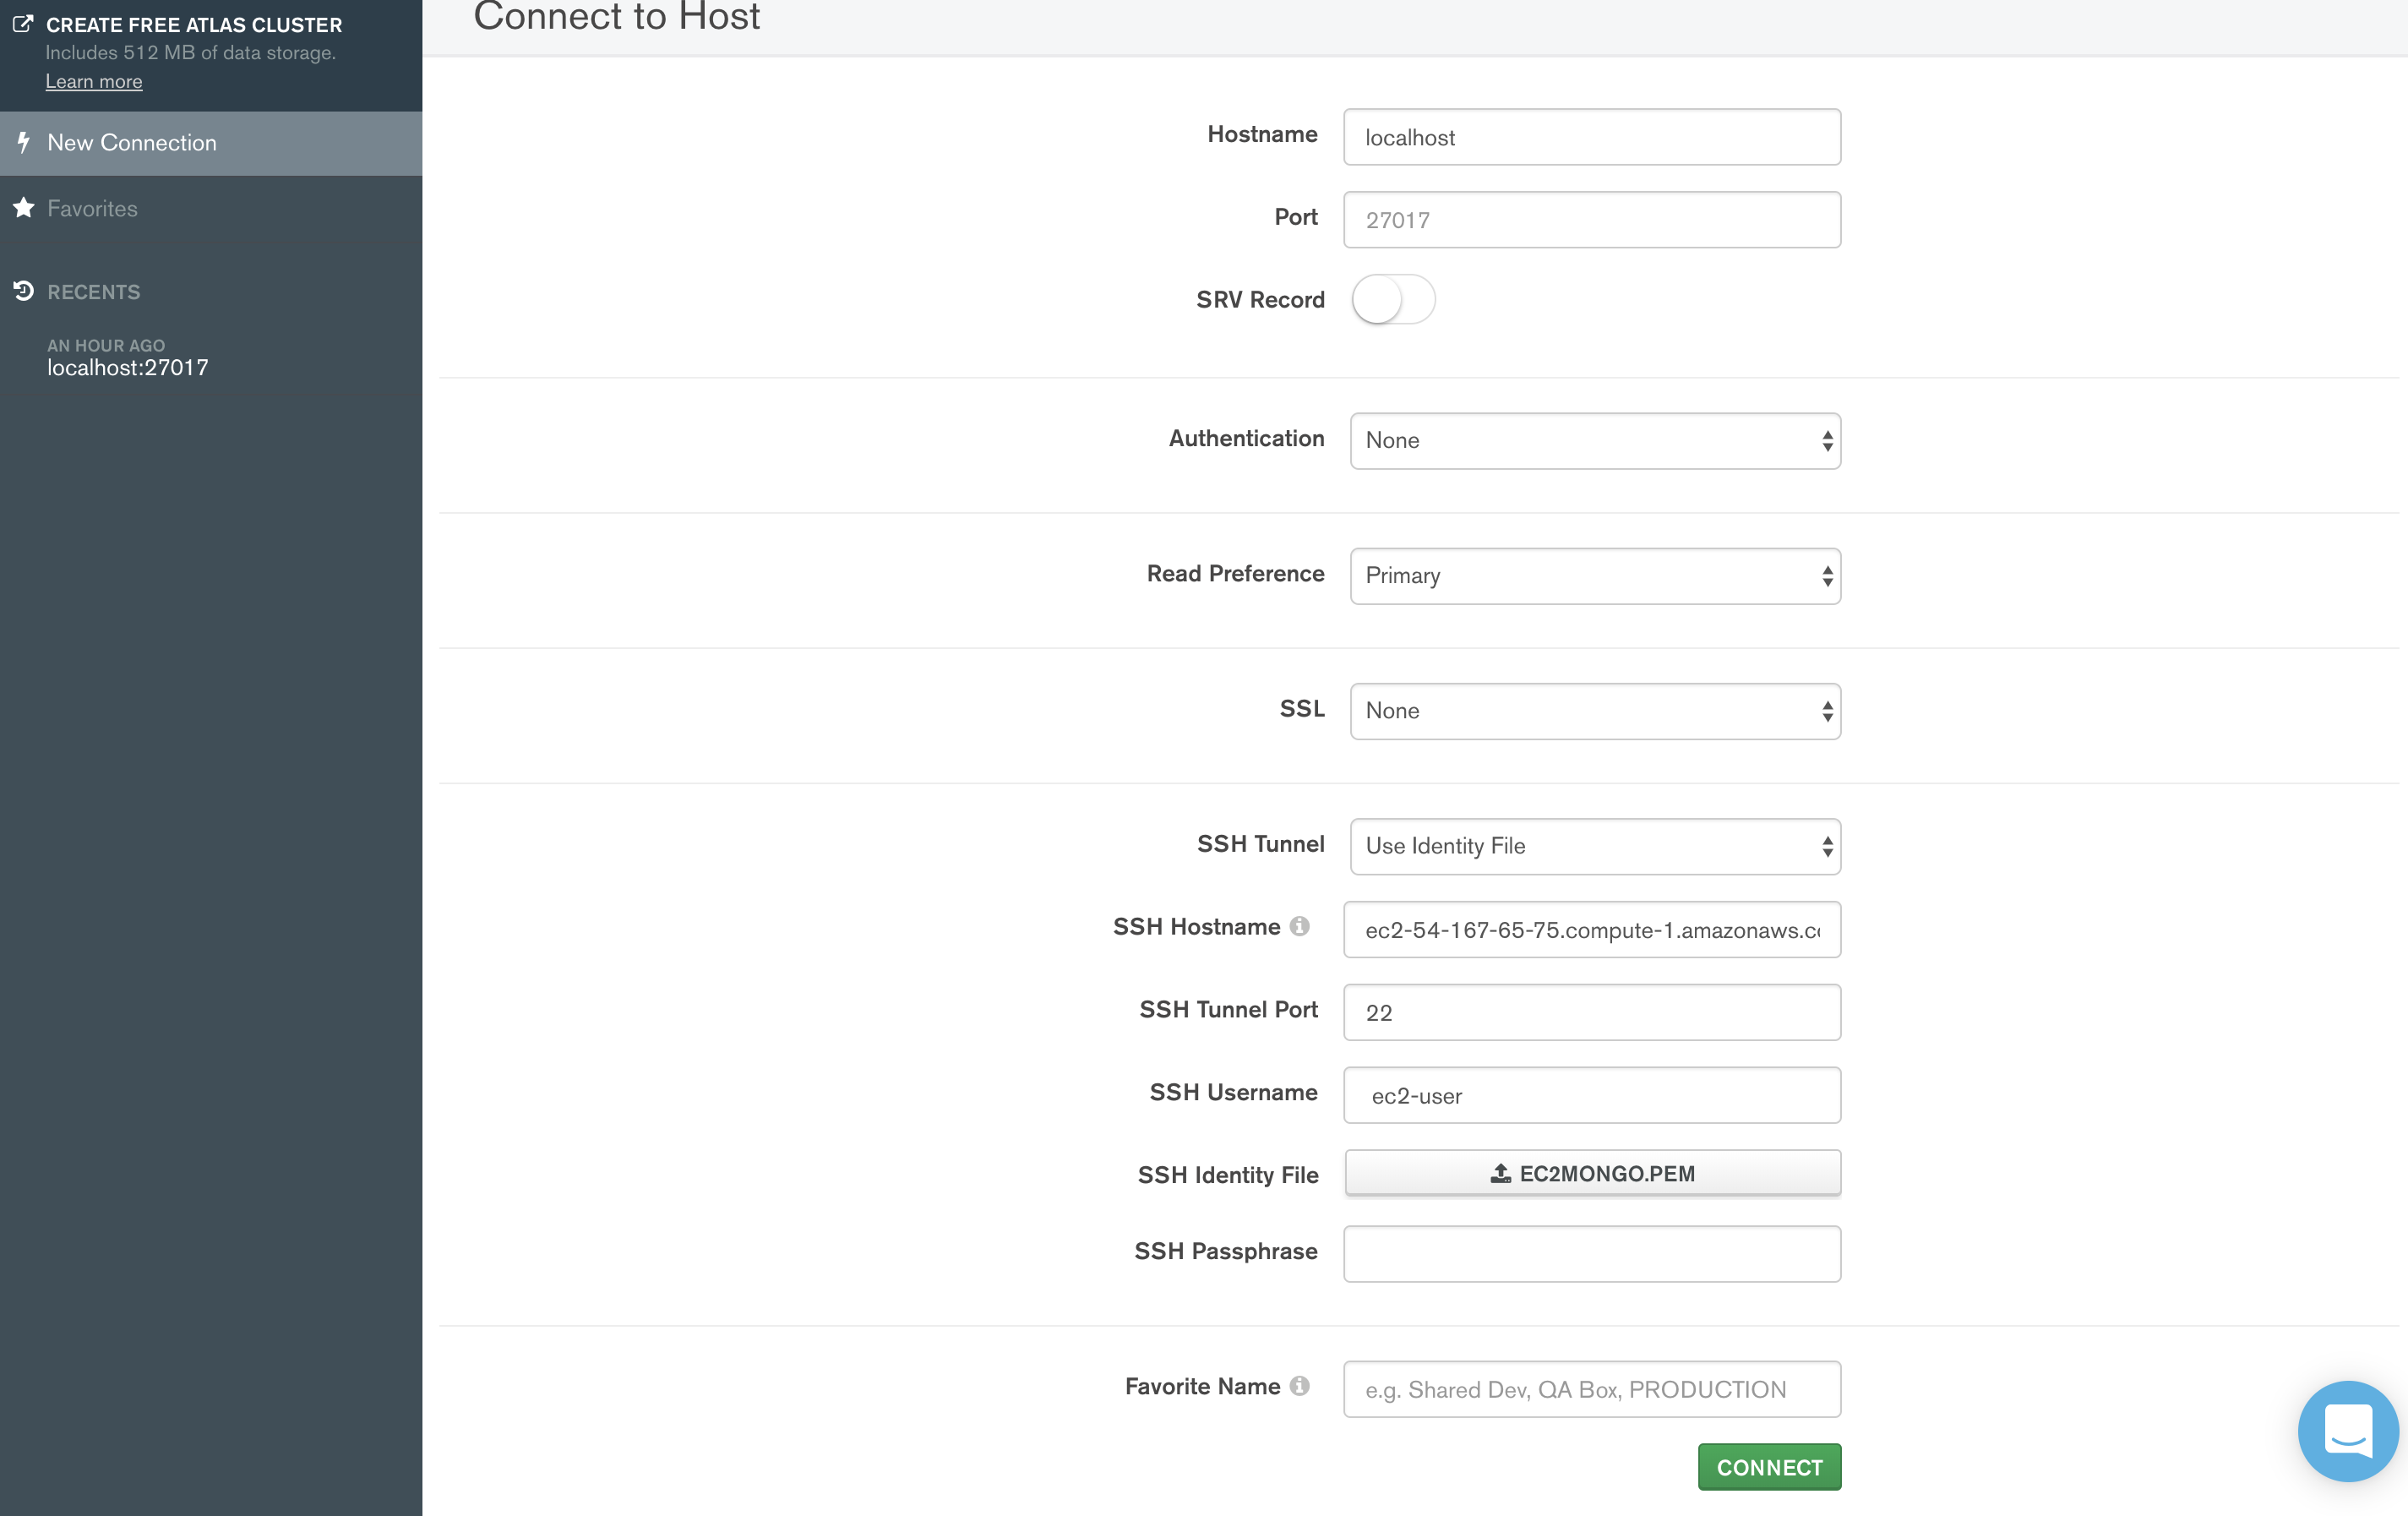 CREATE FREE ATLAS CLUSTER
Includes 512 MB of data storage.
Learn more
New Connection
Favorites
RECENTS
AN HOUR AGO
localhost:27017
Connect to Host
Hostname localhost
Port 27017
SRV Record
Authentication None
Read Preference Primary
SSL None
SSH Tunnel Use Identity File
SSH Hostname ec2-54-167-65-75.compute-1.amazonaws.c
SSH Tunnel Port 22
SSH Username ec2-user
SSH Identity File EC2MONGO.PEM
SSH Passphrase
Favorite Name e.g. Shared Dev, QA Box, PRODUCTION
CONNECT